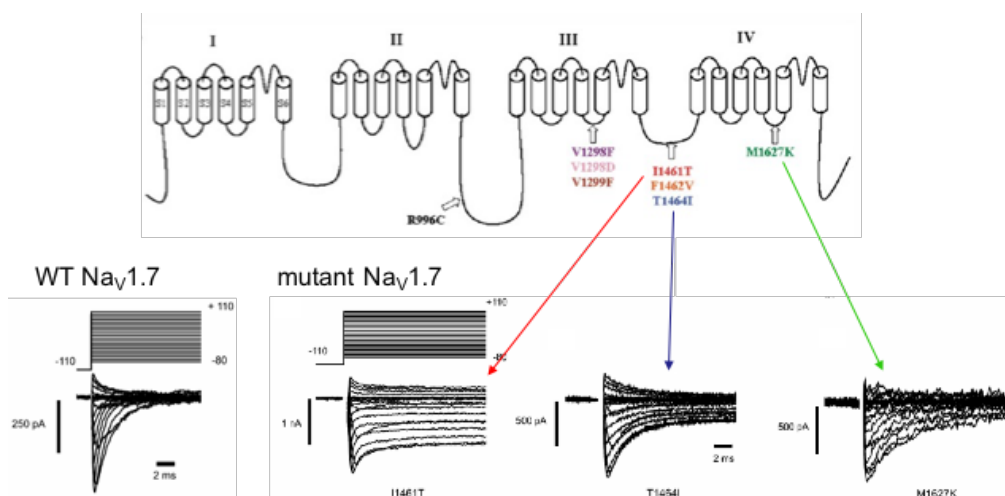 I II III IV
S1 S2 S3 S4 S5 S6
V1298F
V1298D
V1299F
I1461T
F1462V
T1464I
M1627K
R996C
WT NaV1.7
mutant NaV1.7
+ 110
-110
-80
250 pA
2 ms
+110
-110
-80
1 nA
I1461T
500 pA
2 ms
T1464I
500 pA
M1627K